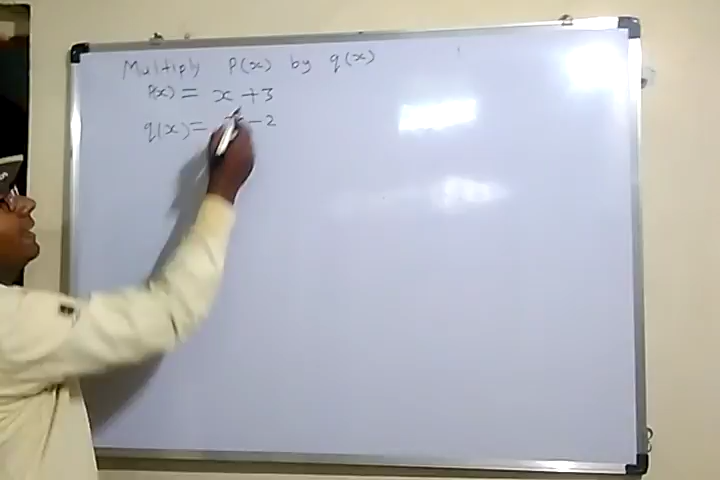 Multiply P(x) by q(x)
P(x) = x + 3
q(x) = x - 2